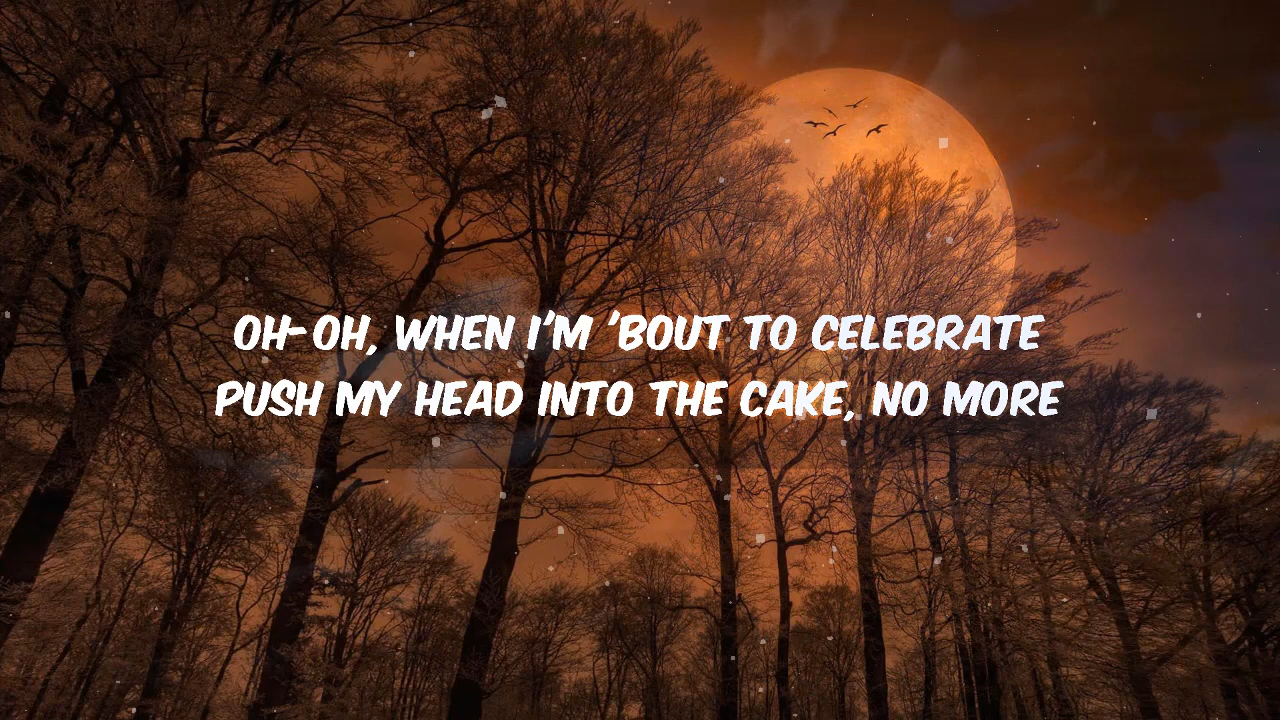 OH-OH, WHEN I'M 'BOUT TO CELEBRATE
PUSH MY HEAD INTO THE CAKE, NO MORE